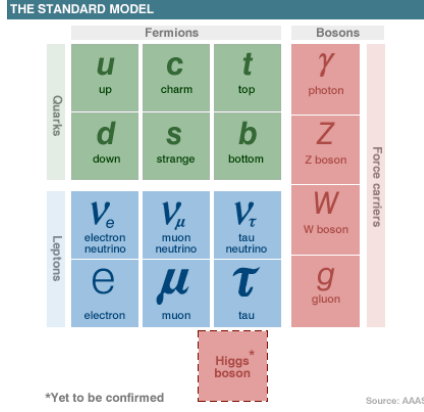 THE STANDARD MODEL
Fermions
Bosons
Quarks
u
up
c
charm
t
top
d
down
s
strange
b
bottom
Leptons
νe
electron
neutrino
νμ
muon
neutrino
ντ
tau
neutrino
e
electron
μ
muon
τ
tau
γ
photon
Z
Z boson
W
W boson
g
gluon
Force carriers
Higgs*
boson
*Yet to be confirmed
Source: AAAS